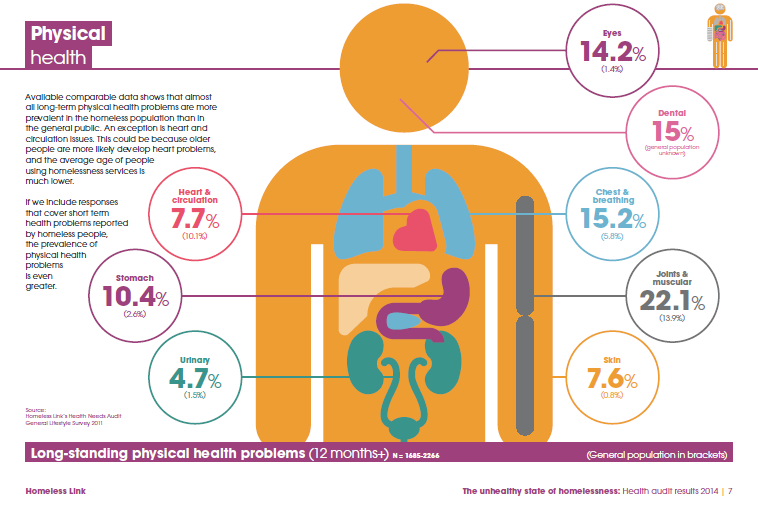 Physical
health
Available comparable data shows that almost
all long-term physical health problems are more
prevalent in the homeless population than in
the general public. An exception is heart and
circulation issues. This could be because older
people are more likely develop heart problems,
and the average age of people
using homelessness services is
much lower.
If we include responses
that cover short term
health problems reported
by homeless people,
the prevalence of
physical health
problems
is even
greater.
Eyes
14.2%
(1.4%)
Dental
15%
(general population
unknown)
Heart &
circulation
7.7%
(10.1%)
Chest &
breathing
15.2%
(5.8%)
Stomach
10.4%
(2.6%)
Joints &
muscular
22.1%
(13.9%)
Urinary
4.7%
(1.5%)
Skin
7.6%
(0.8%)
Source:
Homeless Link's Health Needs Audit
General Lifestyle Survey 2011
Long-standing physical health problems (12 months+) N = 1685-2266
(General population in brackets)
Homeless Link
The unhealthy state of homelessness: Health audit results 2014 | 7